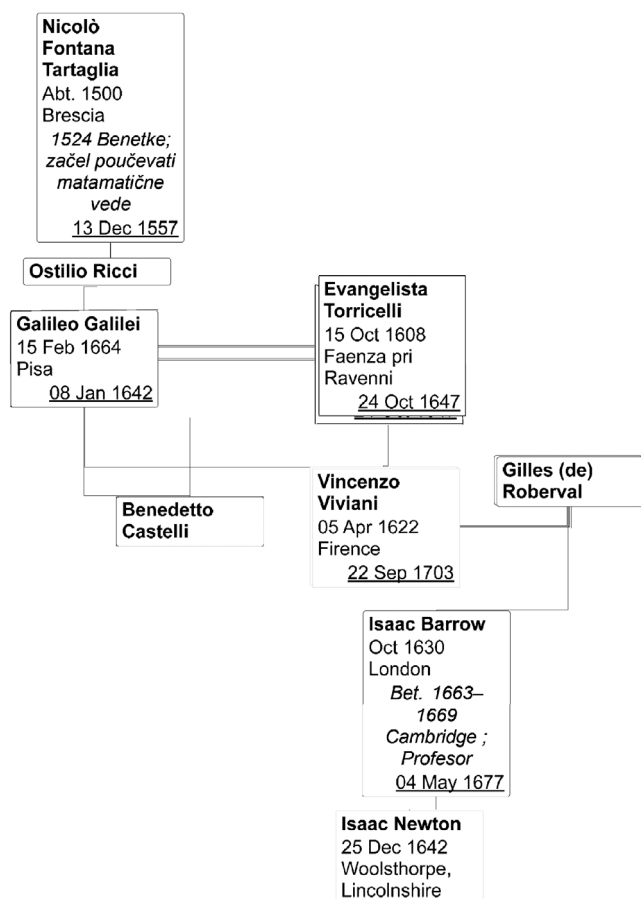 Nicolò
Fontana
Tartaglia
Abt. 1500
Brescia
1524 Benetke;
začel poučevati
matamatične
vede
13 Dec 1557
Ostilio Ricci
Galileo Galilei
15 Feb 1664
Pisa
08 Jan 1642
Evangelista
Torricelli
15 Oct 1608
Faenza pri
Ravenni
24 Oct 1647
Benedetto
Castelli
Vincenzo
Viviani
05 Apr 1622
Firence
22 Sep 1703
Gilles (de)
Roberval
Isaac Barrow
Oct 1630
London
Bet. 1663–
1669
Cambridge ;
Profesor
04 May 1677
Isaac Newton
25 Dec 1642
Woolsthorpe,
Lincolnshire